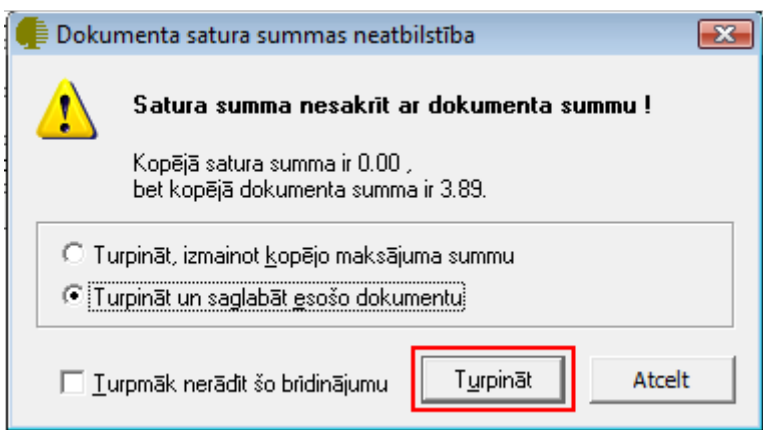 Dokumenta satura summas neatbilstība
Satura summa nesakrīt ar dokumenta summu !
Kopējā satura summa ir 0.00 ,
bet kopējā dokumenta summa ir 3.89.
Turpināt, izmainot kopējo maksājuma summu
Turpināt un saglabāt esošo dokumentu
Turpmāk nerādīt šo brīdinājumu
Turpināt
Atcelt